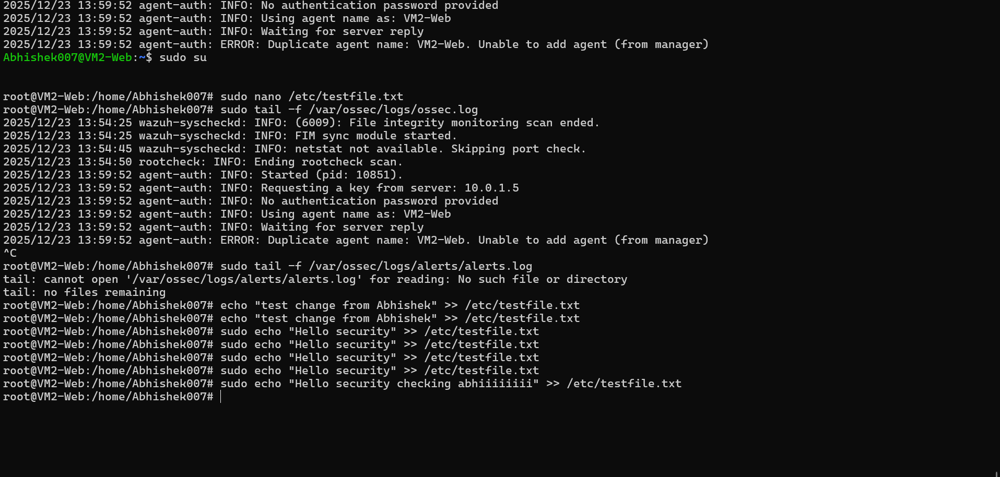 2025/12/23 13:59:52 agent-auth: INFO: No authentication password provided
2025/12/23 13:59:52 agent-auth: INFO: Using agent name as: VM2-Web
2025/12/23 13:59:52 agent-auth: INFO: Waiting for server reply
2025/12/23 13:59:52 agent-auth: ERROR: Duplicate agent name: VM2-Web. Unable to add agent (from manager)
Abhishek007@VM2-Web:~$ sudo su
root@VM2-Web:/home/Abhishek007# sudo nano /etc/testfile.txt
root@VM2-Web:/home/Abhishek007# sudo tail -f /var/ossec/logs/ossec.log
2025/12/23 13:54:25 wazuh-syscheckd: INFO: (6009): File integrity monitoring scan ended.
2025/12/23 13:54:25 wazuh-syscheckd: INFO: FIM sync module started.
2025/12/23 13:54:45 wazuh-syscheckd: INFO: netstat not available. Skipping port check.
2025/12/23 13:54:50 rootcheck: INFO: Ending rootcheck scan.
2025/12/23 13:59:52 agent-auth: INFO: Started (pid: 10851).
2025/12/23 13:59:52 agent-auth: INFO: Requesting a key from server: 10.0.1.5
2025/12/23 13:59:52 agent-auth: INFO: No authentication password provided
2025/12/23 13:59:52 agent-auth: INFO: Using agent name as: VM2-Web
2025/12/23 13:59:52 agent-auth: INFO: Waiting for server reply
2025/12/23 13:59:52 agent-auth: ERROR: Duplicate agent name: VM2-Web. Unable to add agent (from manager)
^C
root@VM2-Web:/home/Abhishek007# sudo tail -f /var/ossec/logs/alerts/alerts.log
tail: cannot open '/var/ossec/logs/alerts/alerts.log' for reading: No such file or directory
tail: no files remaining
root@VM2-Web:/home/Abhishek007# echo "test change from Abhishek" >> /etc/testfile.txt
root@VM2-Web:/home/Abhishek007# echo "test change from Abhishek" >> /etc/testfile.txt
root@VM2-Web:/home/Abhishek007# sudo echo "Hello security" >> /etc/testfile.txt
root@VM2-Web:/home/Abhishek007# sudo echo "Hello security" >> /etc/testfile.txt
root@VM2-Web:/home/Abhishek007# sudo echo "Hello security" >> /etc/testfile.txt
root@VM2-Web:/home/Abhishek007# sudo echo "Hello security" >> /etc/testfile.txt
root@VM2-Web:/home/Abhishek007# sudo echo "Hello security checking abhiiiiiiii" >> /etc/testfile.txt
root@VM2-Web:/home/Abhishek007#